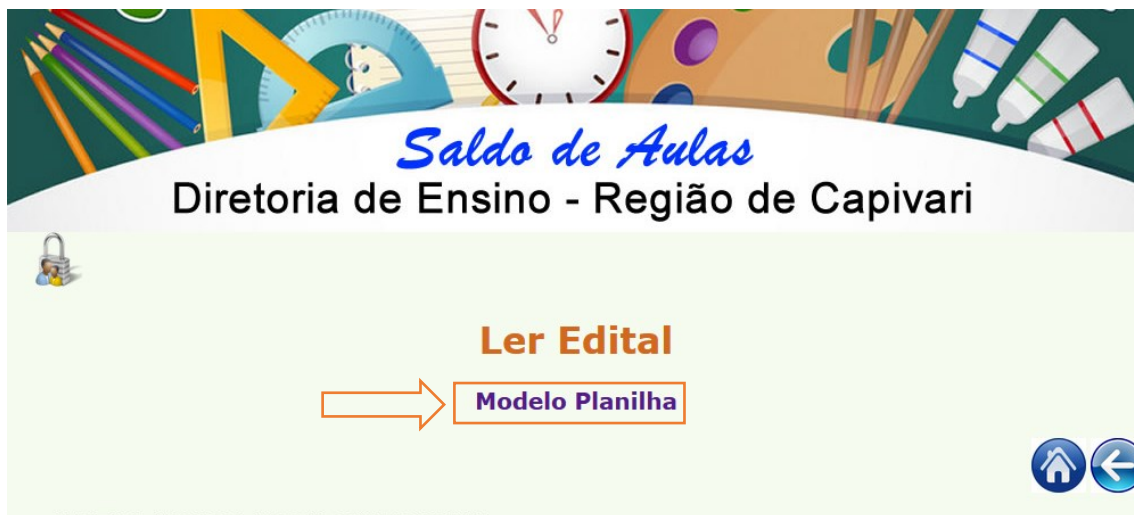 Saldo de Aulas
Diretoria de Ensino - Região de Capivari
Ler Edital
Modelo Planilha